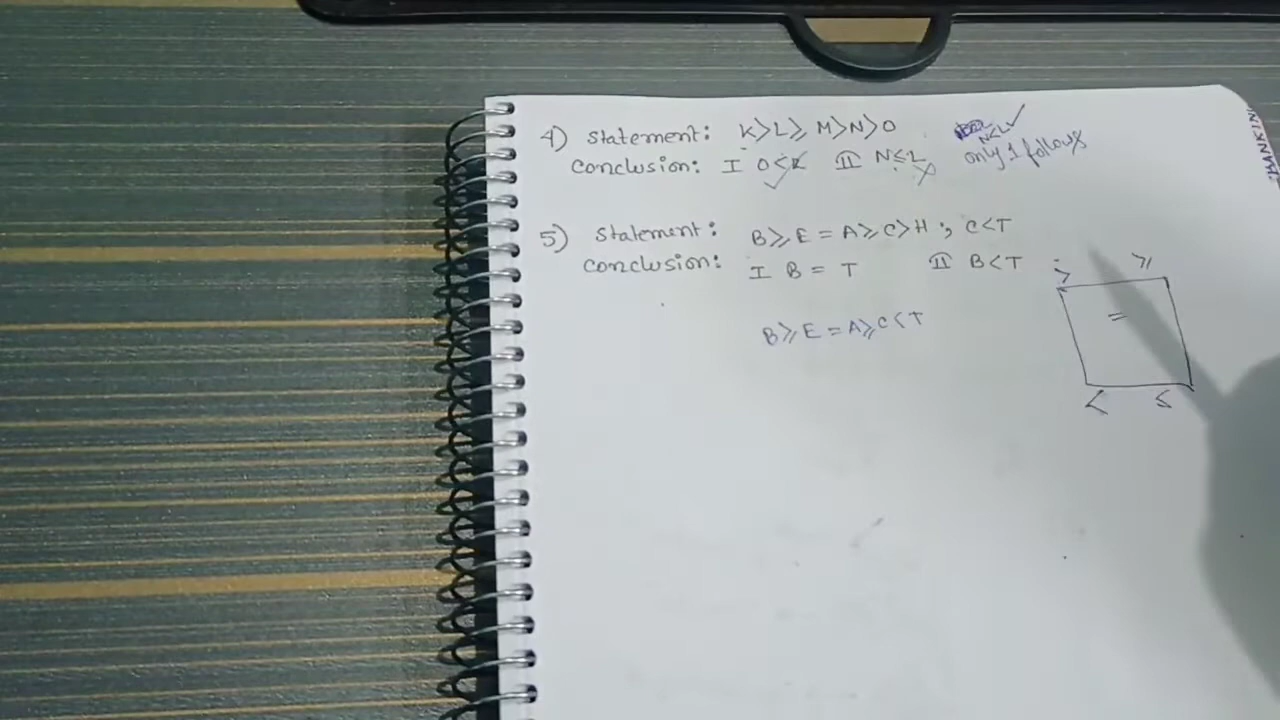 4) Statement: K>L≥M>N>O N<L✓
Conclusion: I O<K ✓ II N≤L ✗ only 1 follows
5) Statement: B≥E=A≥C>H; C<T
Conclusion: I B=T II B<T
> ≥
=
B≥E=A≥C<T
< ≤